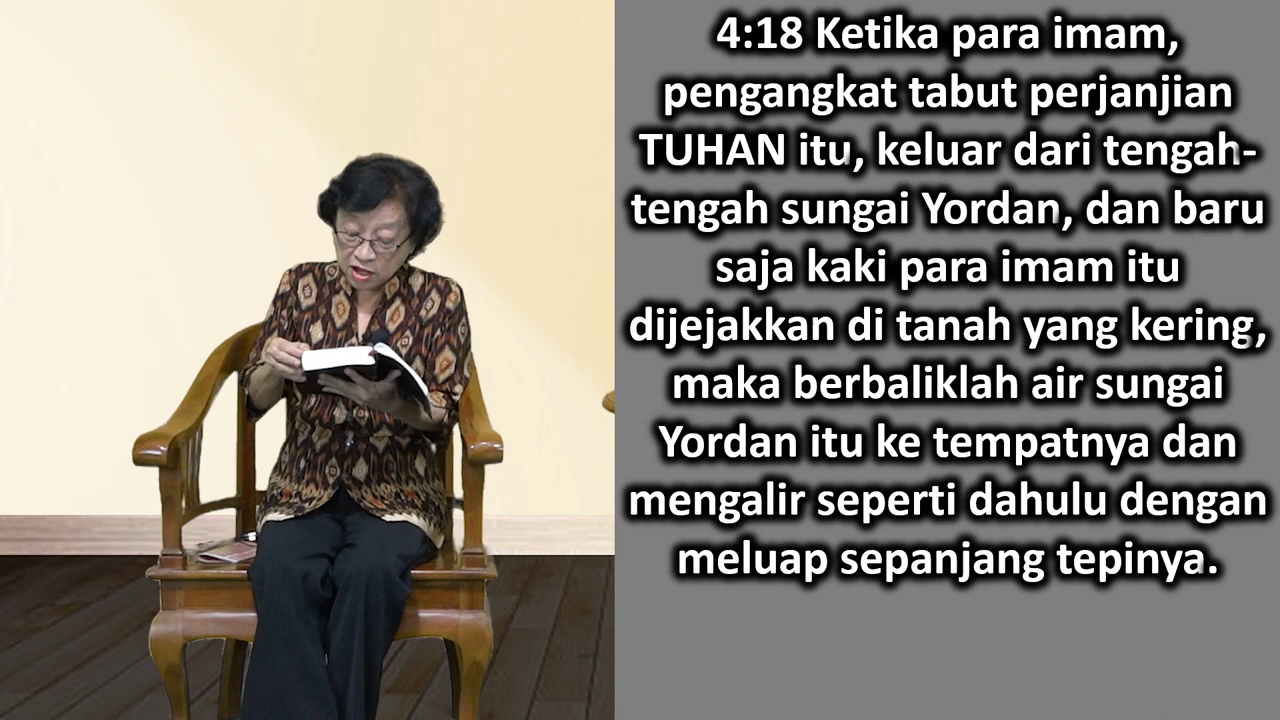 4:18 Ketika para imam,
pengangkat tabut perjanjian
TUHAN itu, keluar dari tengah-
tengah sungai Yordan, dan baru
saja kaki para imam itu
dijejakkan di tanah yang kering,
maka berbaliklah air sungai
Yordan itu ke tempatnya dan
mengalir seperti dahulu dengan
meluap sepanjang tepinya.